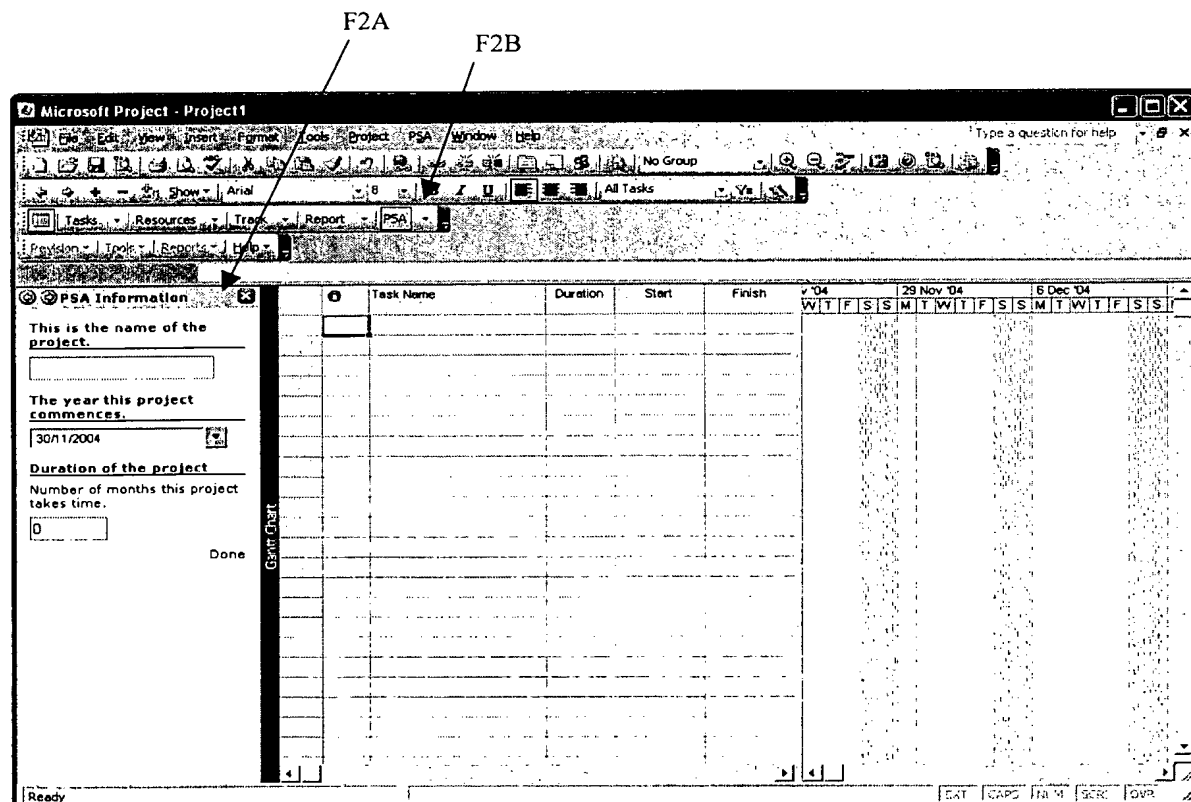 F2A
F2B
Microsoft Project - Project1
File Edit View Insert Format Tools Project PSA Window Help Type a question for help
No Group
Show Arial 8 B I U All Tasks
Tasks Resources Track Report PSA
Revision Tools Reports Help
PSA Information
Task Name Duration Start Finish
v '04 29 Nov '04 6 Dec '04
W T F S S M T W T F S S M T W T F S S
This is the name of the
project.
The year this project
commences.
30/11/2004
Duration of the project
Number of months this project
takes time.
0
Done
Gantt Chart
Ready EXT CAPS NUM SCRL OVR